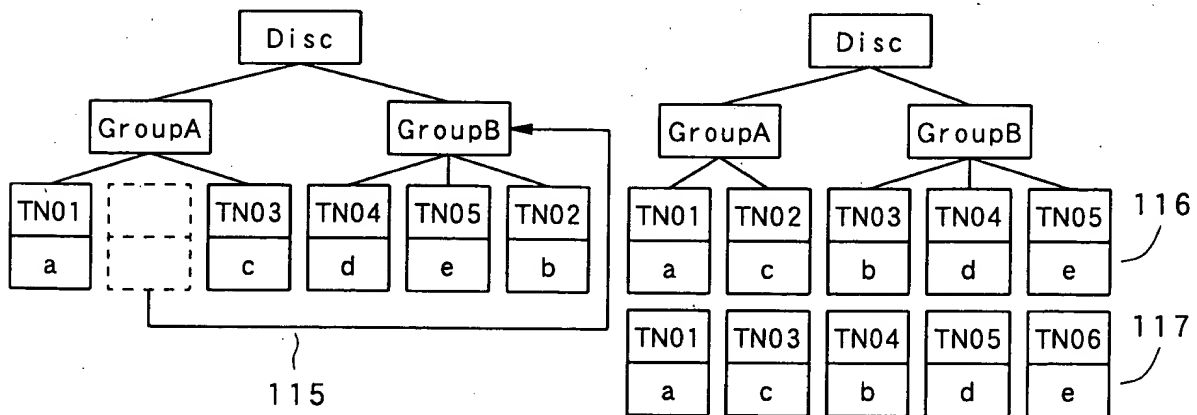 Disc
GroupA GroupB
TN01 TN03 TN04 TN05 TN02
a c d e b
115
Disc
GroupA GroupB
TN01 TN02 TN03 TN04 TN05 116
a c b d e
TN01 TN03 TN04 TN05 TN06 117
a c b d e